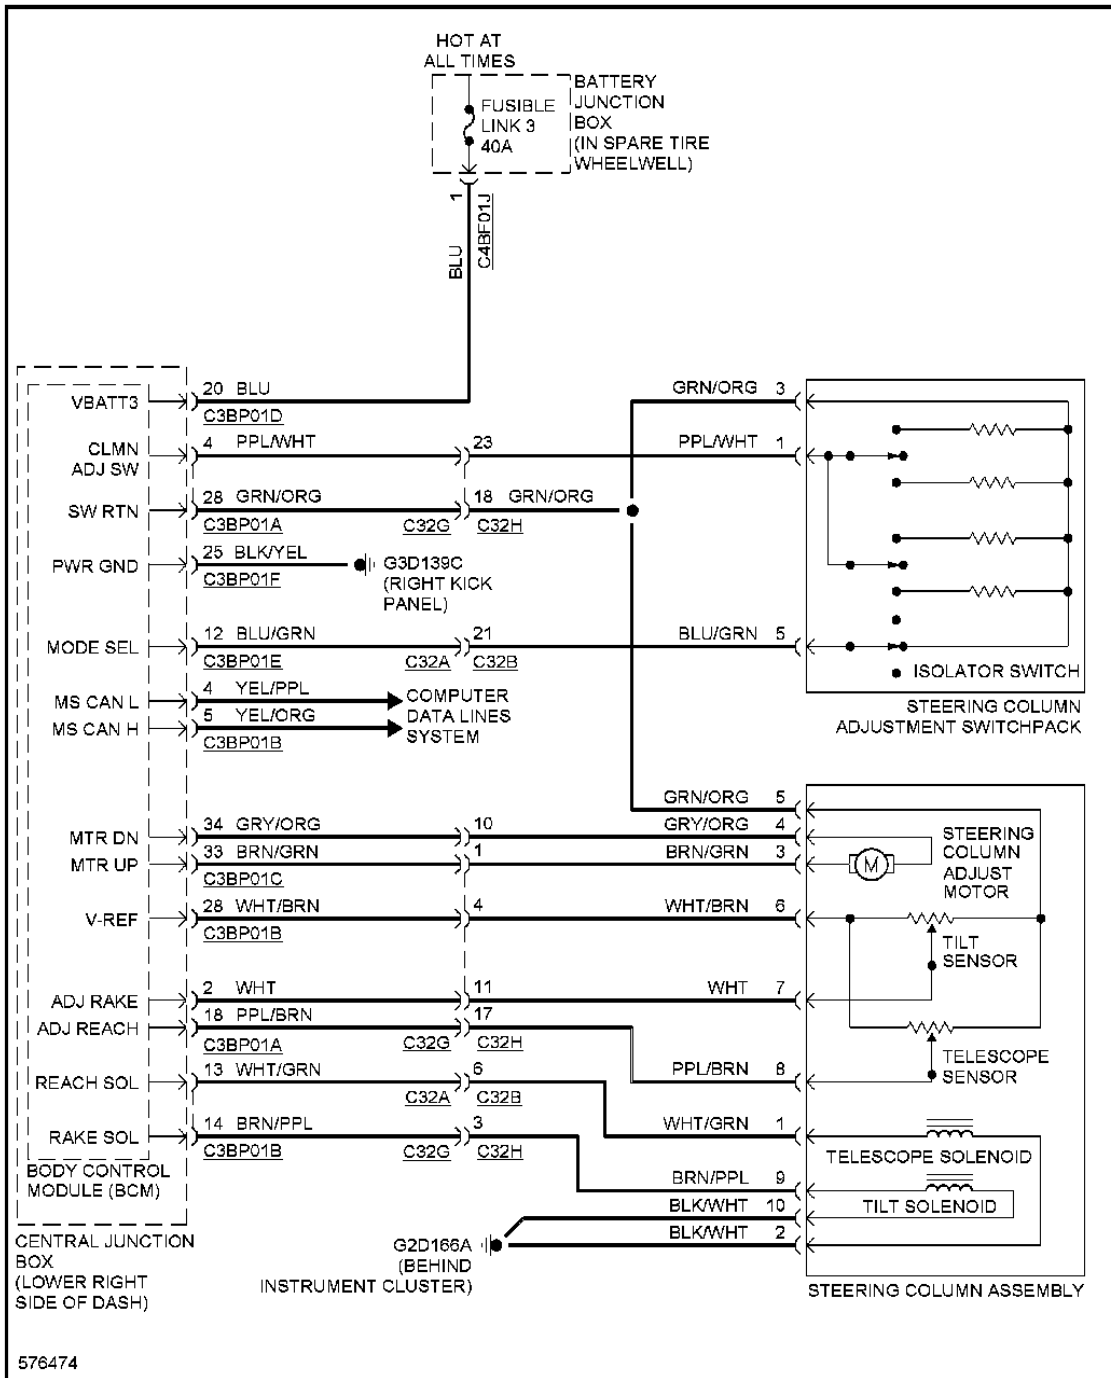 HOT AT
ALL TIMES
FUSIBLE
LINK 3
40A
BATTERY
JUNCTION
BOX
(IN SPARE TIRE
WHEELWELL)
1
BLU
C4BF01J
VBATT3
20 BLU
C3BP01D
GRN/ORG 3
CLMN
ADJ SW
4 PPL/WHT
23
PPL/WHT 1
SW RTN
28 GRN/ORG
C3BP01A
C32G
18 GRN/ORG
C32H
PWR GND
25 BLK/YEL
C3BP01F
G3D139C
(RIGHT KICK
PANEL)
MODE SEL
12 BLU/GRN
C3BP01E
C32A
21
C32B
BLU/GRN 5
ISOLATOR SWITCH
STEERING COLUMN
ADJUSTMENT SWITCHPACK
MS CAN L
4 YEL/PPL
MS CAN H
5 YEL/ORG
C3BP01B
COMPUTER
DATA LINES
SYSTEM
GRN/ORG 5
MTR DN
34 GRY/ORG
10
GRY/ORG 4
MTR UP
33 BRN/GRN
C3BP01C
1
BRN/GRN 3
M
STEERING
COLUMN
ADJUST
MOTOR
V-REF
28 WHT/BRN
C3BP01B
4
WHT/BRN 6
TILT
SENSOR
ADJ RAKE
2 WHT
11
WHT 7
ADJ REACH
18 PPL/BRN
C3BP01A
C32G
17
C32H
PPL/BRN 8
TELESCOPE
SENSOR
REACH SOL
13 WHT/GRN
C32A
6
C32B
WHT/GRN 1
TELESCOPE SOLENOID
RAKE SOL
14 BRN/PPL
C3BP01B
C32G
3
C32H
BRN/PPL 9
TILT SOLENOID
BLK/WHT 10
BLK/WHT 2
G2D166A
(BEHIND
INSTRUMENT CLUSTER)
BODY CONTROL
MODULE (BCM)
CENTRAL JUNCTION
BOX
(LOWER RIGHT
SIDE OF DASH)
STEERING COLUMN ASSEMBLY
576474